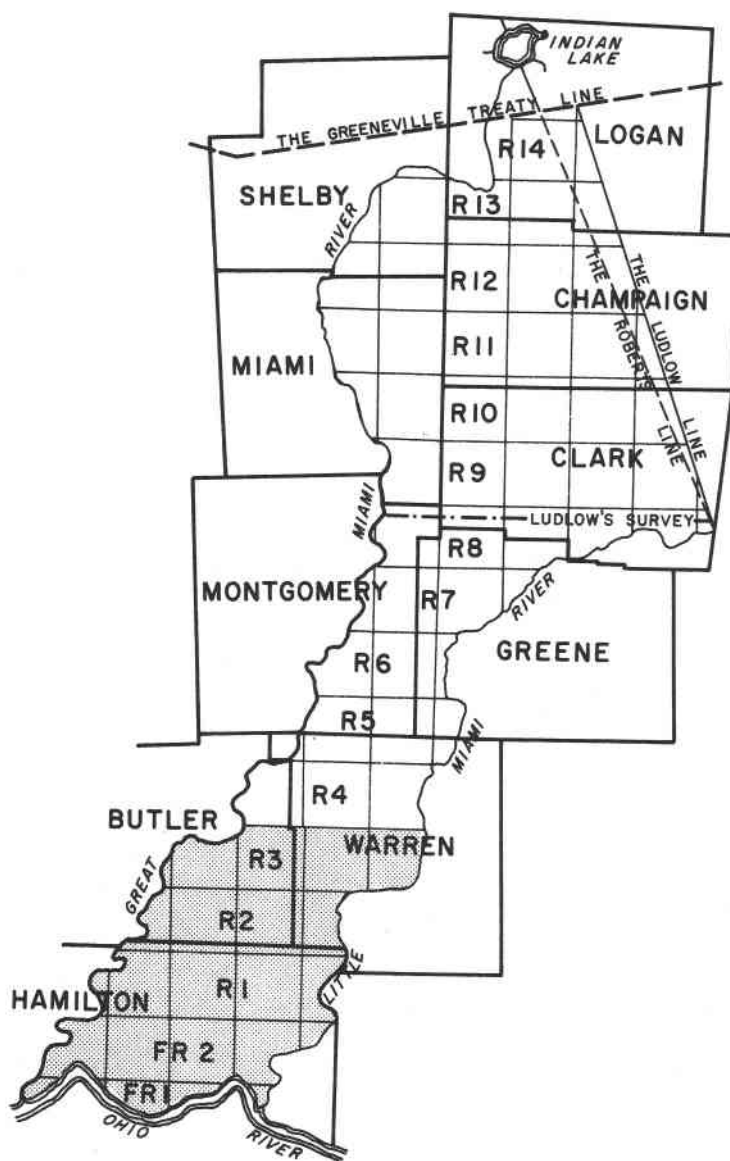 INDIAN
LAKE
THE GREENEVILLE TREATY LINE
LOGAN
R14
SHELBY
R13
RIVER
R12
CHAMPAIGN
THE LUDLOW LINE
THE ROBERTS LINE
R11
MIAMI
R10
R9
CLARK
MIAMI
LUDLOW'S SURVEY
R8
MONTGOMERY
R7
RIVER
GREENE
R6
R5
MIAMI
R4
BUTLER
WARREN
R3
GREAT
R2
LITTLE
R1
HAMILTON
FR 2
FR1
OHIO
RIVER